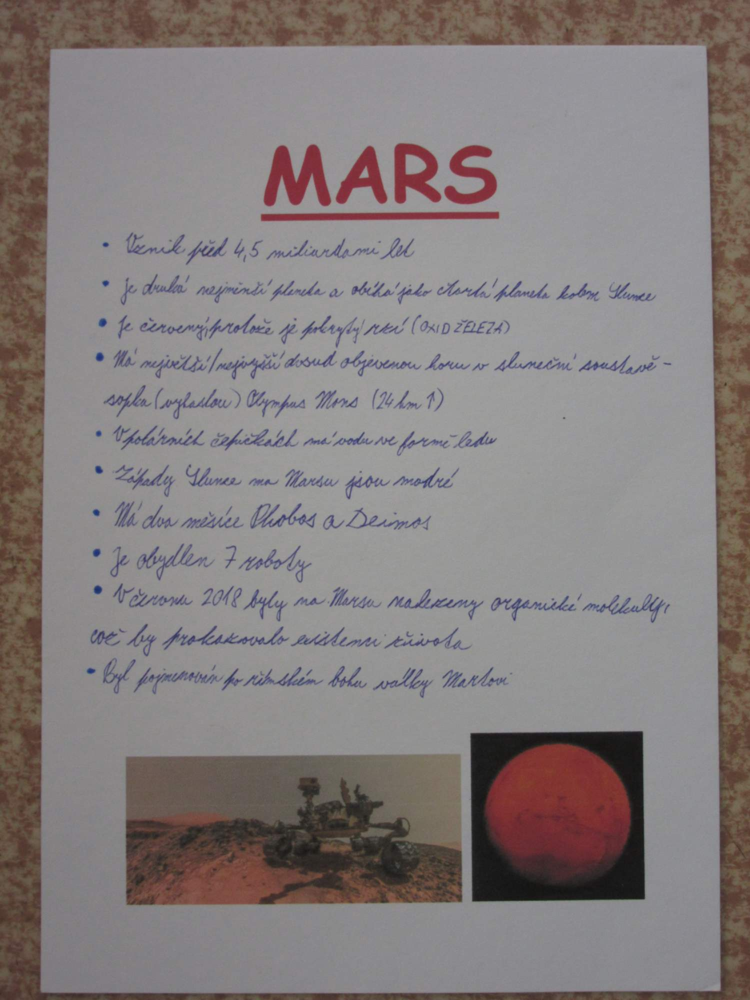 MARS
• Vznik před 4,5 miliardami let
• Je druhá nejmenší planeta a obíhá jako čtvrtá planeta kolem Slunce
• Je červený, protože je pokrytý rzí (OXID ŽELEZA)
• Má největší/nejvyšší dosud objevenou horu v sluneční soustavě -
sopka (vyhaslou) Olympus Mons (24 km ↑)
• V polárních čepičkách má vodu ve formě ledu
• Západy Slunce na Marsu jsou modré
• Má dva měsíce Phobos a Deimos
• Je obydlen 7 roboty
• V červnu 2018 byly na Marsu nalezeny organické molekuly,
což by prokazovalo existenci života
• Byl pojmenován po římském bohu války Martovi